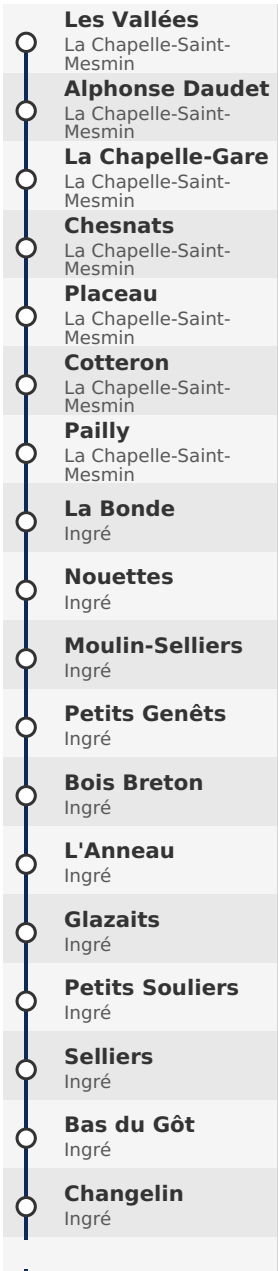 Les Vallées
La Chapelle-Saint-
Mesmin
Alphonse Daudet
La Chapelle-Saint-
Mesmin
La Chapelle-Gare
La Chapelle-Saint-
Mesmin
Chesnats
La Chapelle-Saint-
Mesmin
Placeau
La Chapelle-Saint-
Mesmin
Cotteron
La Chapelle-Saint-
Mesmin
Pailly
La Chapelle-Saint-
Mesmin
La Bonde
Ingré
Nouettes
Ingré
Moulin-Selliers
Ingré
Petits Genêts
Ingré
Bois Breton
Ingré
L'Anneau
Ingré
Glazaits
Ingré
Petits Souliers
Ingré
Selliers
Ingré
Bas du Gôt
Ingré
Changelin
Ingré